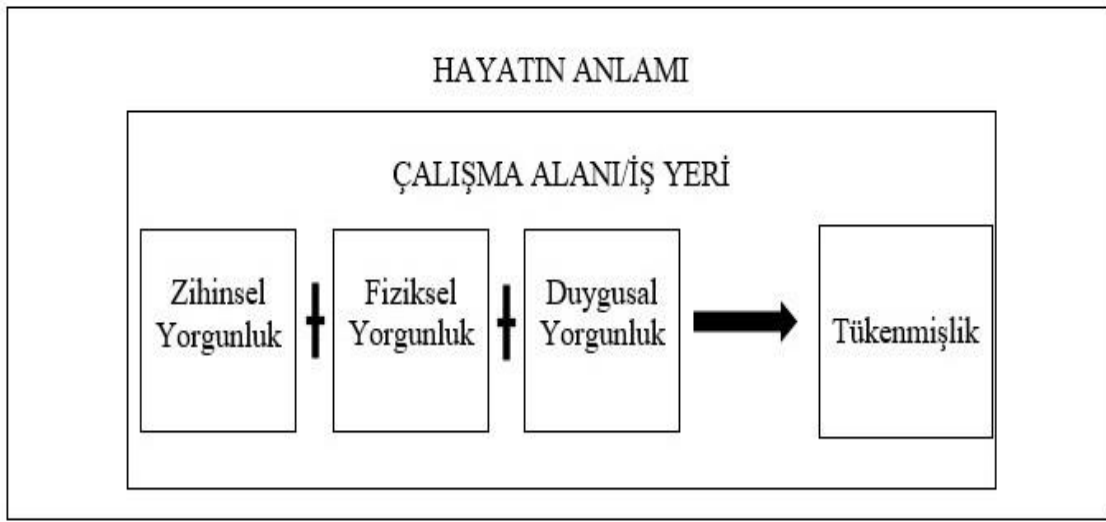 HAYATIN ANLAMI
ÇALIŞMA ALANI/İŞ YERİ
Zihinsel
Yorgunluk
Fiziksel
Yorgunluk
Duygusal
Yorgunluk
Tükenmişlik